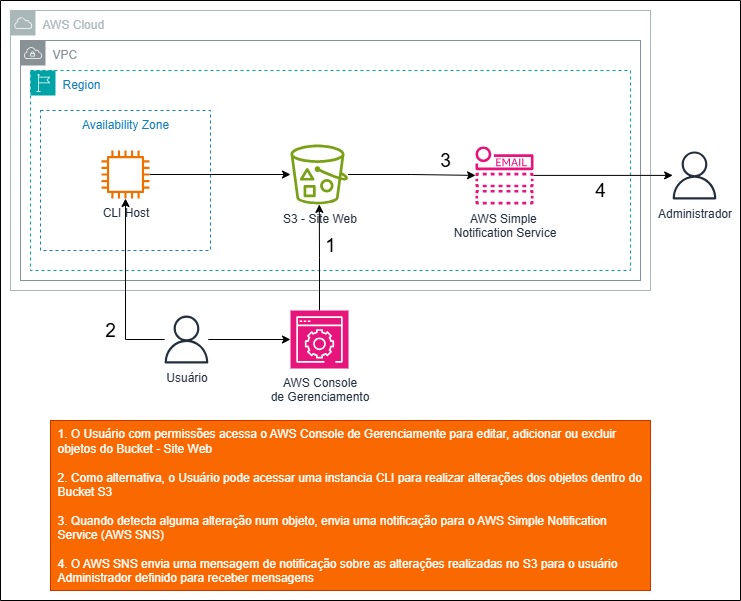 AWS Cloud
VPC
Region
Availability Zone
EMAIL
3
4
CLI Host
S3 - Site Web
AWS Simple
Notification Service
Administrador
1
2
Usuário
AWS Console
de Gerenciamento
1. O Usuário com permissões acessa o AWS Console de Gerenciamente para editar, adicionar ou excluir
objetos do Bucket - Site Web
2. Como alternativa, o Usuário pode acessar uma instancia CLI para realizar alterações dos objetos dentro do
Bucket S3
3. Quando detecta alguma alteração num objeto, envia uma notificação para o AWS Simple Notification
Service (AWS SNS)
4. O AWS SNS envia uma mensagem de notificação sobre as alterações realizadas no S3 para o usuário
Administrador definido para receber mensagens